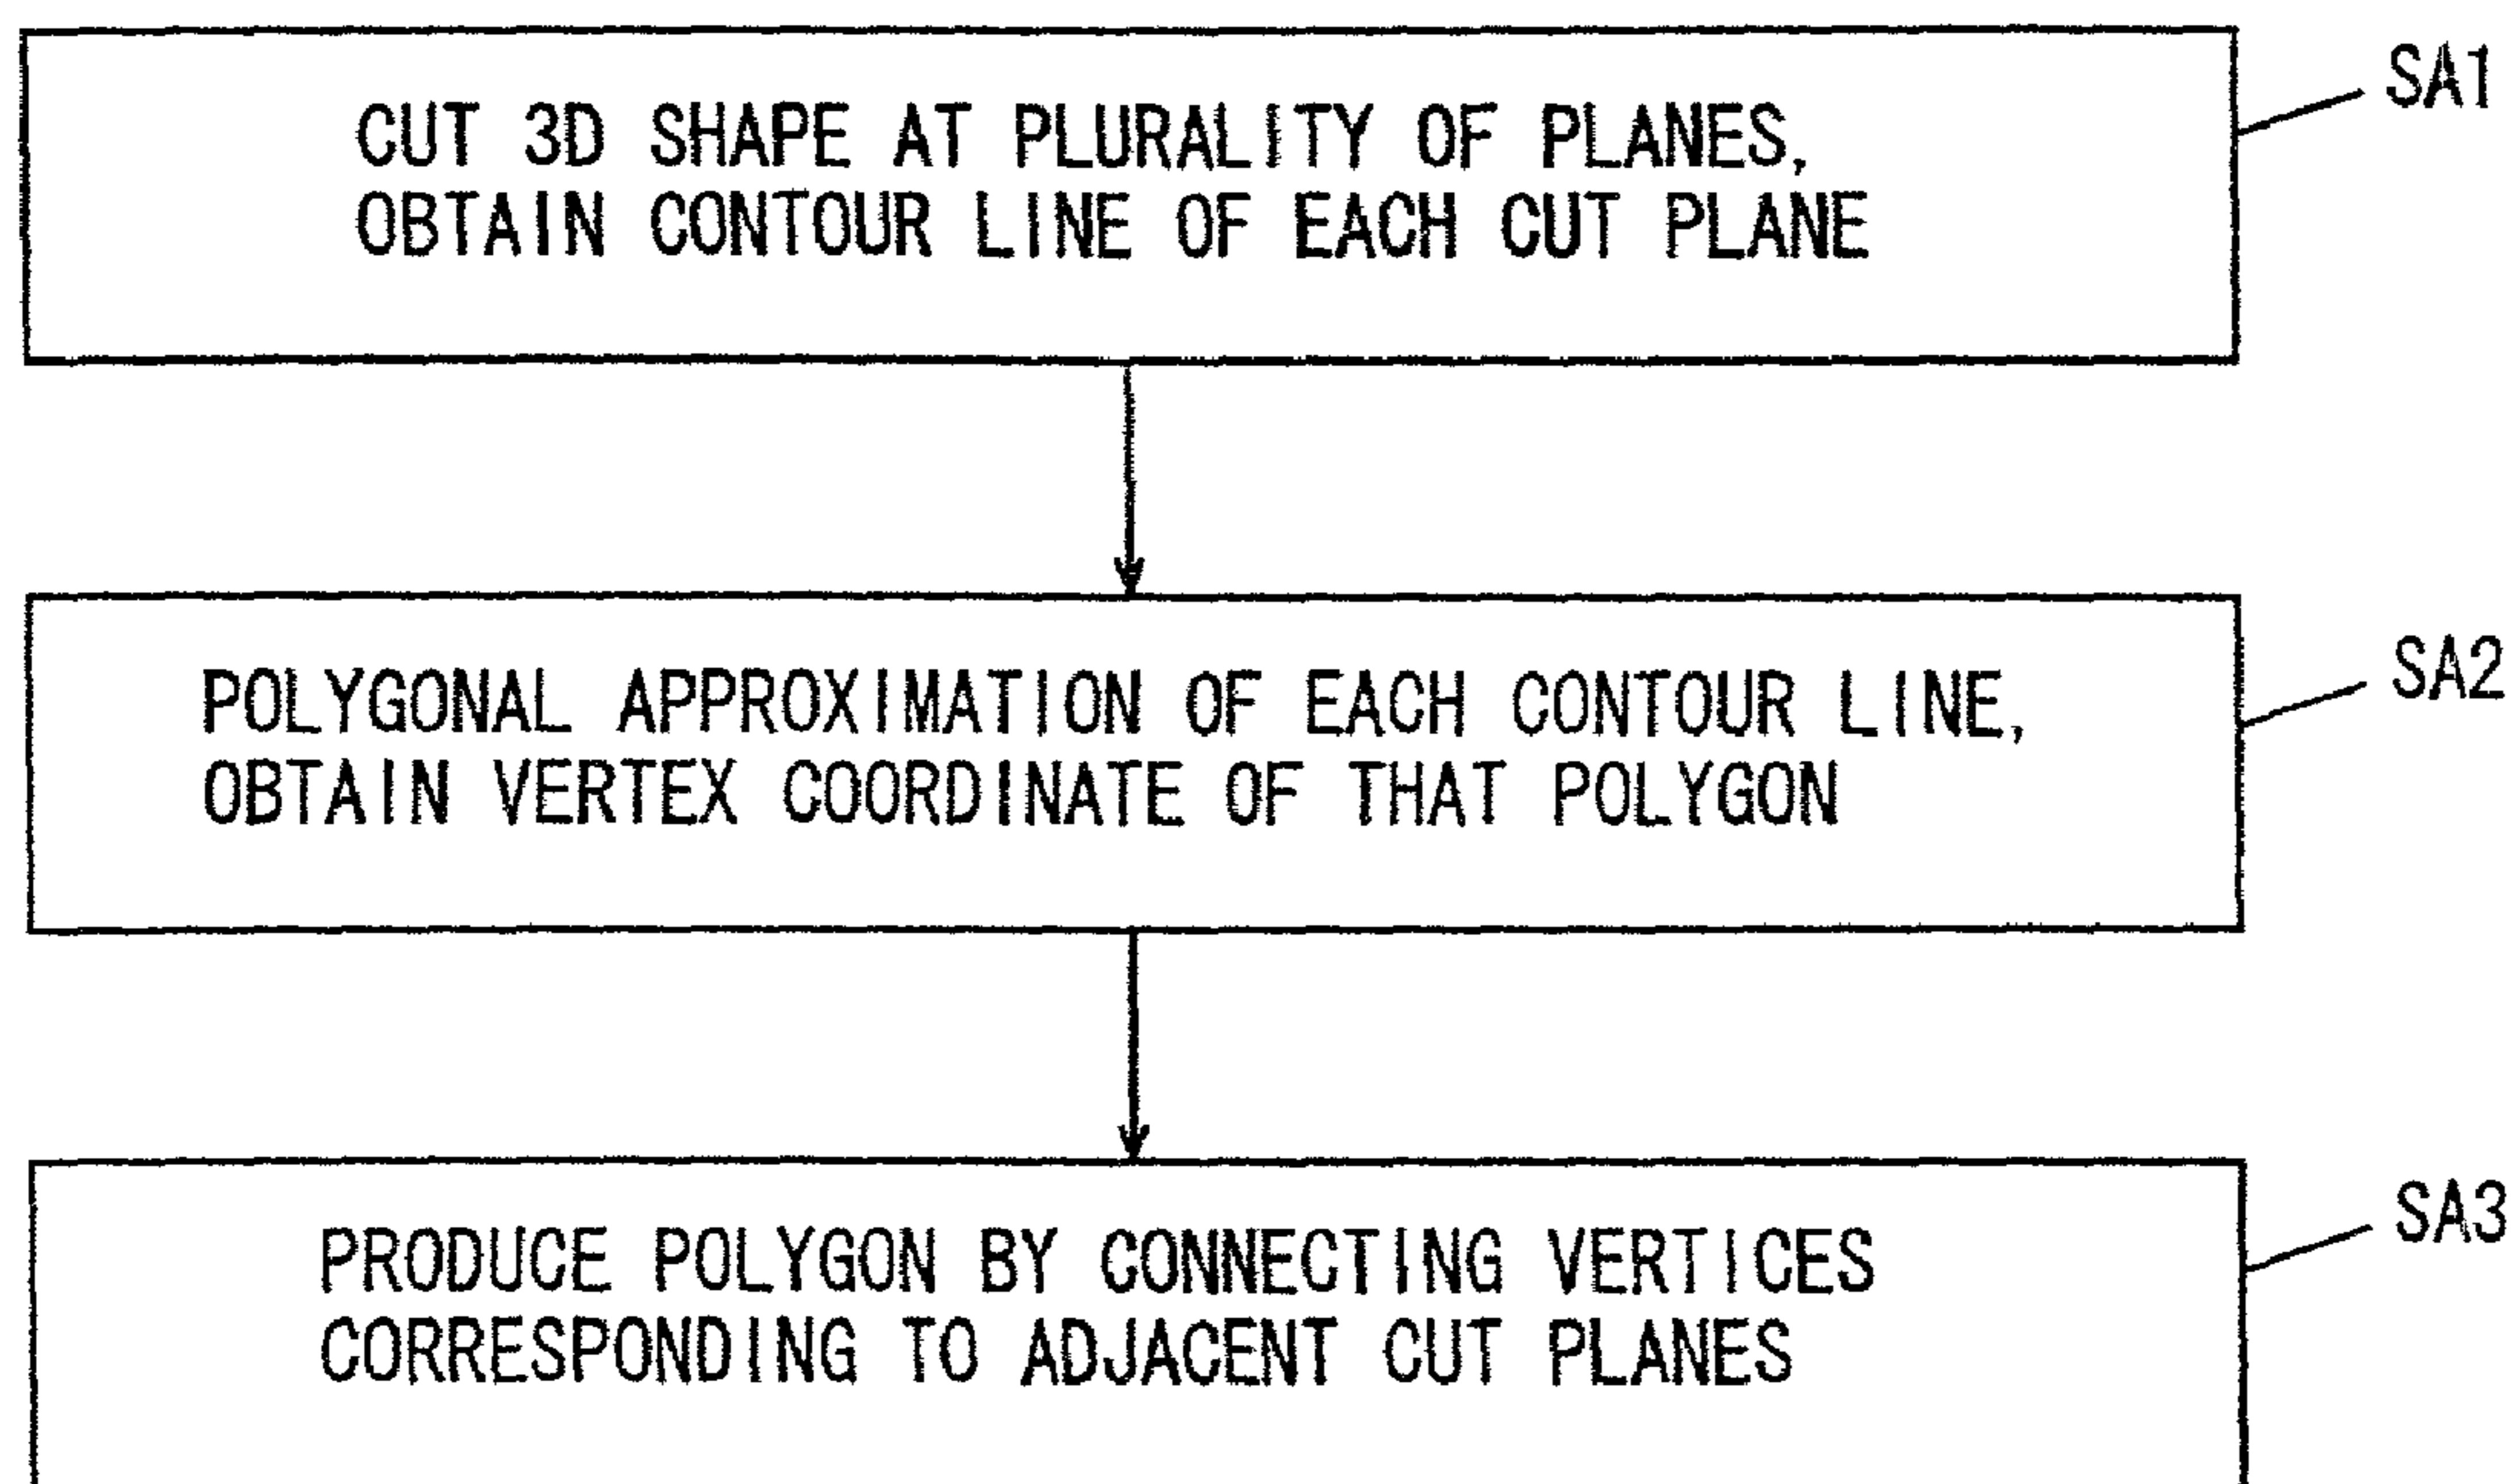 CUT 3D SHAPE AT PLURALITY OF PLANES,
OBTAIN CONTOUR LINE OF EACH CUT PLANE
SA1
POLYGONAL APPROXIMATION OF EACH CONTOUR LINE,
OBTAIN VERTEX COORDINATE OF THAT POLYGON
SA2
PRODUCE POLYGON BY CONNECTING VERTICES
CORRESPONDING TO ADJACENT CUT PLANES
SA3